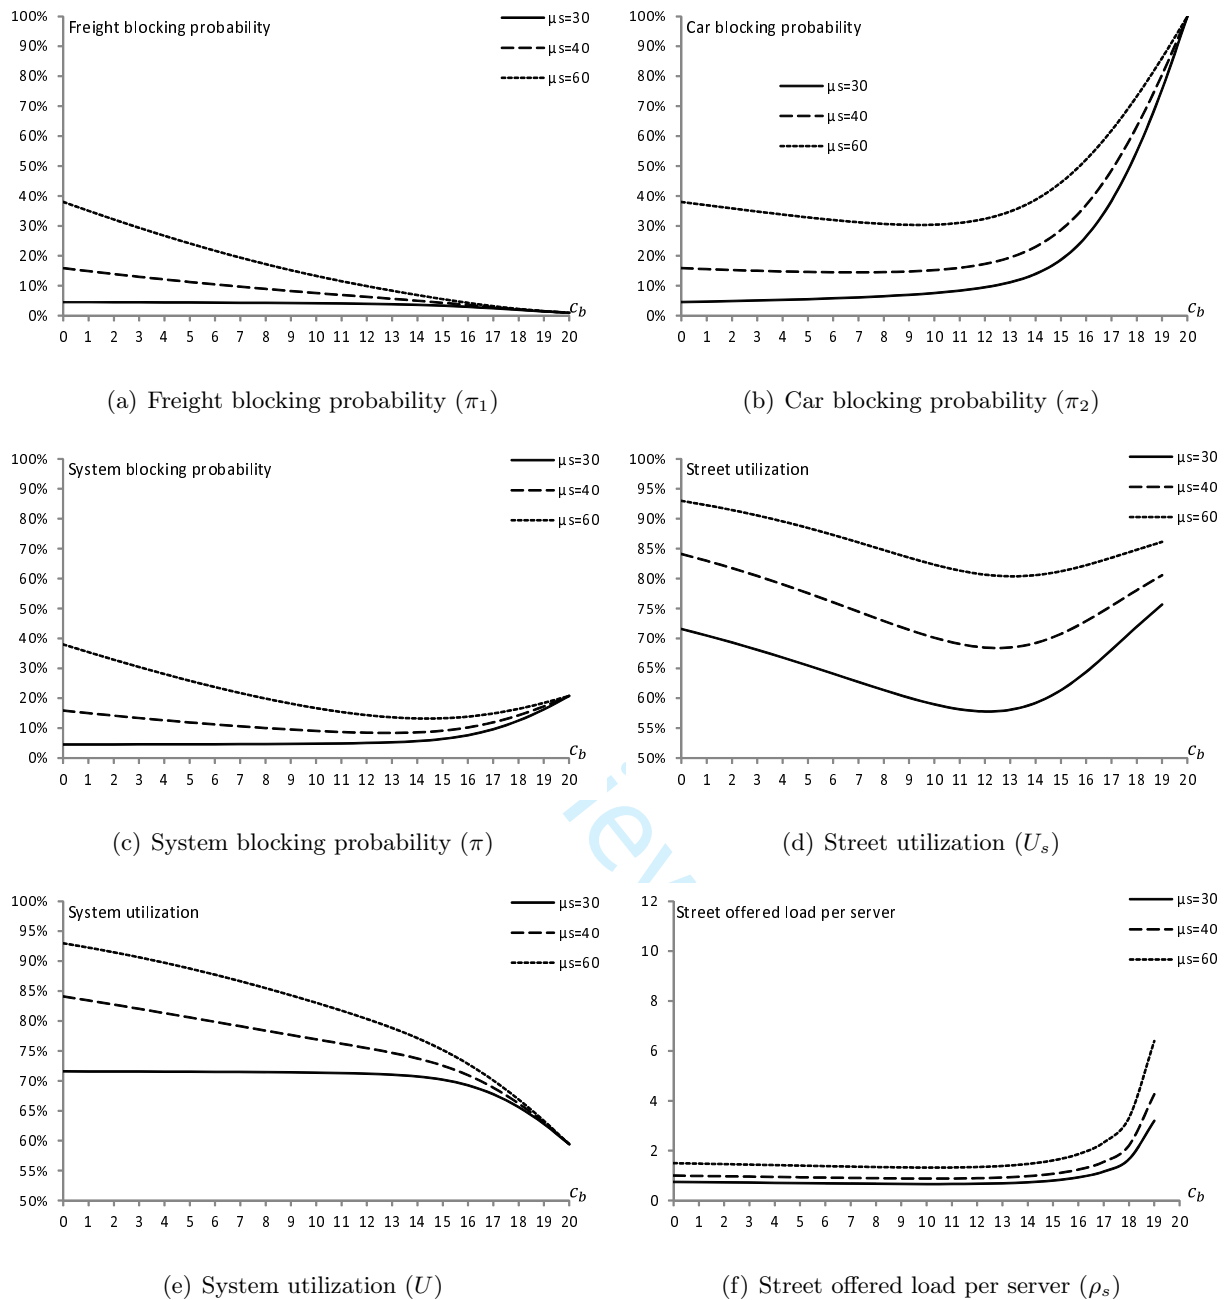 Freight blocking probability
100%
90%
80%
70%
60%
50%
40%
30%
20%
10%
0%
µs=30
µs=40
µs=60
0 1 2 3 4 5 6 7 8 9 10 11 12 13 14 15 16 17 18 19 20
c_b
(a) Freight blocking probability (π₁)
Car blocking probability
100%
90%
80%
70%
60%
50%
40%
30%
20%
10%
0%
µs=30
µs=40
µs=60
0 1 2 3 4 5 6 7 8 9 10 11 12 13 14 15 16 17 18 19 20
c_b
(b) Car blocking probability (π₂)
System blocking probability
100%
90%
80%
70%
60%
50%
40%
30%
20%
10%
0%
µs=30
µs=40
µs=60
0 1 2 3 4 5 6 7 8 9 10 11 12 13 14 15 16 17 18 19 20
c_b
(c) System blocking probability (π)
Street utilization
100%
95%
90%
85%
80%
75%
70%
65%
60%
55%
50%
µs=30
µs=40
µs=60
0 1 2 3 4 5 6 7 8 9 10 11 12 13 14 15 16 17 18 19 20
c_b
(d) Street utilization (U_s)
System utilization
100%
95%
90%
85%
80%
75%
70%
65%
60%
55%
50%
µs=30
µs=40
µs=60
0 1 2 3 4 5 6 7 8 9 10 11 12 13 14 15 16 17 18 19 20
c_b
(e) System utilization (U)
Street offered load per server
12
10
8
6
4
2
0
µs=30
µs=40
µs=60
0 1 2 3 4 5 6 7 8 9 10 11 12 13 14 15 16 17 18 19 20
c_b
(f) Street offered load per server (ρ_s)